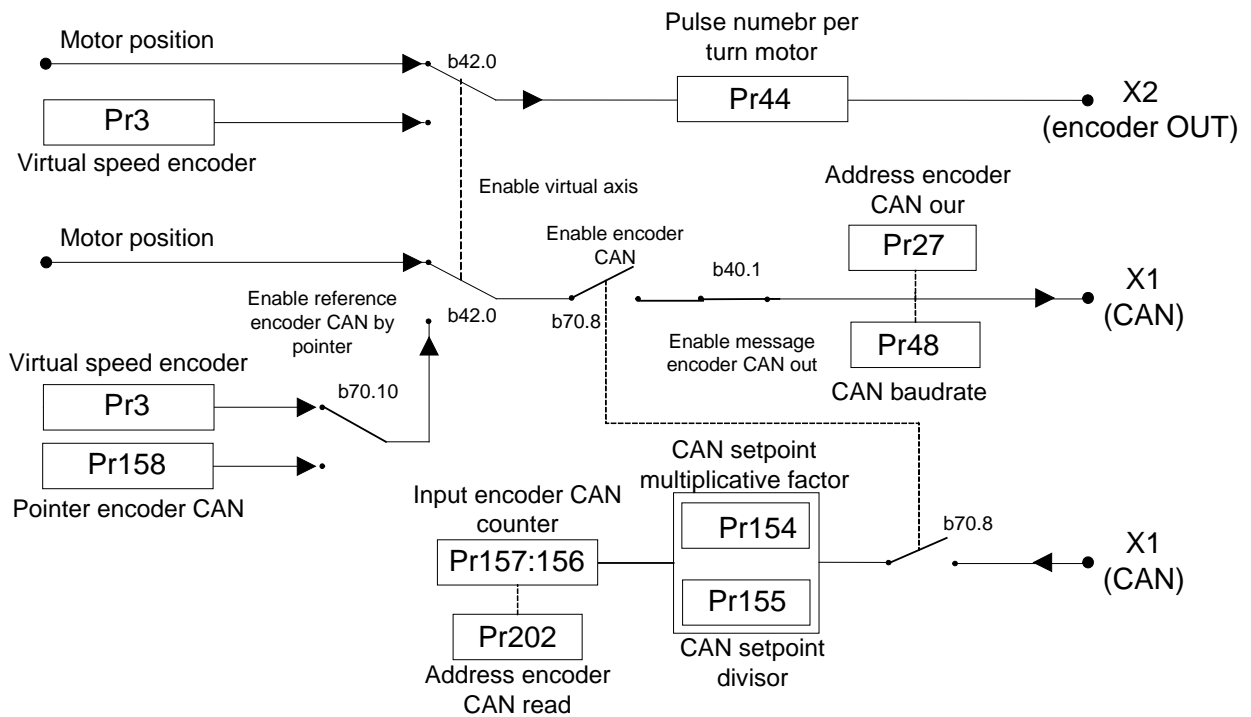 Motor position
b42.0
Pulse numebr per
turn motor
Pr44
X2
(encoder OUT)
Pr3
Virtual speed encoder
Enable virtual axis
Motor position
b42.0
Enable reference
encoder CAN by
pointer
Enable encoder
CAN
b70.8
b40.1
Enable message
encoder CAN out
Address encoder
CAN our
Pr27
Pr48
CAN baudrate
X1
(CAN)
Virtual speed encoder
Pr3
b70.10
Pr158
Pointer encoder CAN
Input encoder CAN
counter
Pr157:156
Pr202
Address encoder
CAN read
CAN setpoint
multiplicative factor
Pr154
Pr155
CAN setpoint
divisor
b70.8
X1
(CAN)